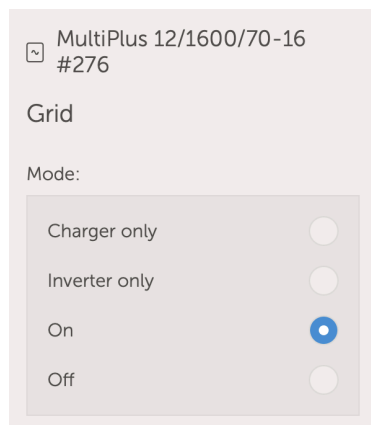 MultiPlus 12/1600/70-16
#276
Grid
Mode:
Charger only
Inverter only
On
Off